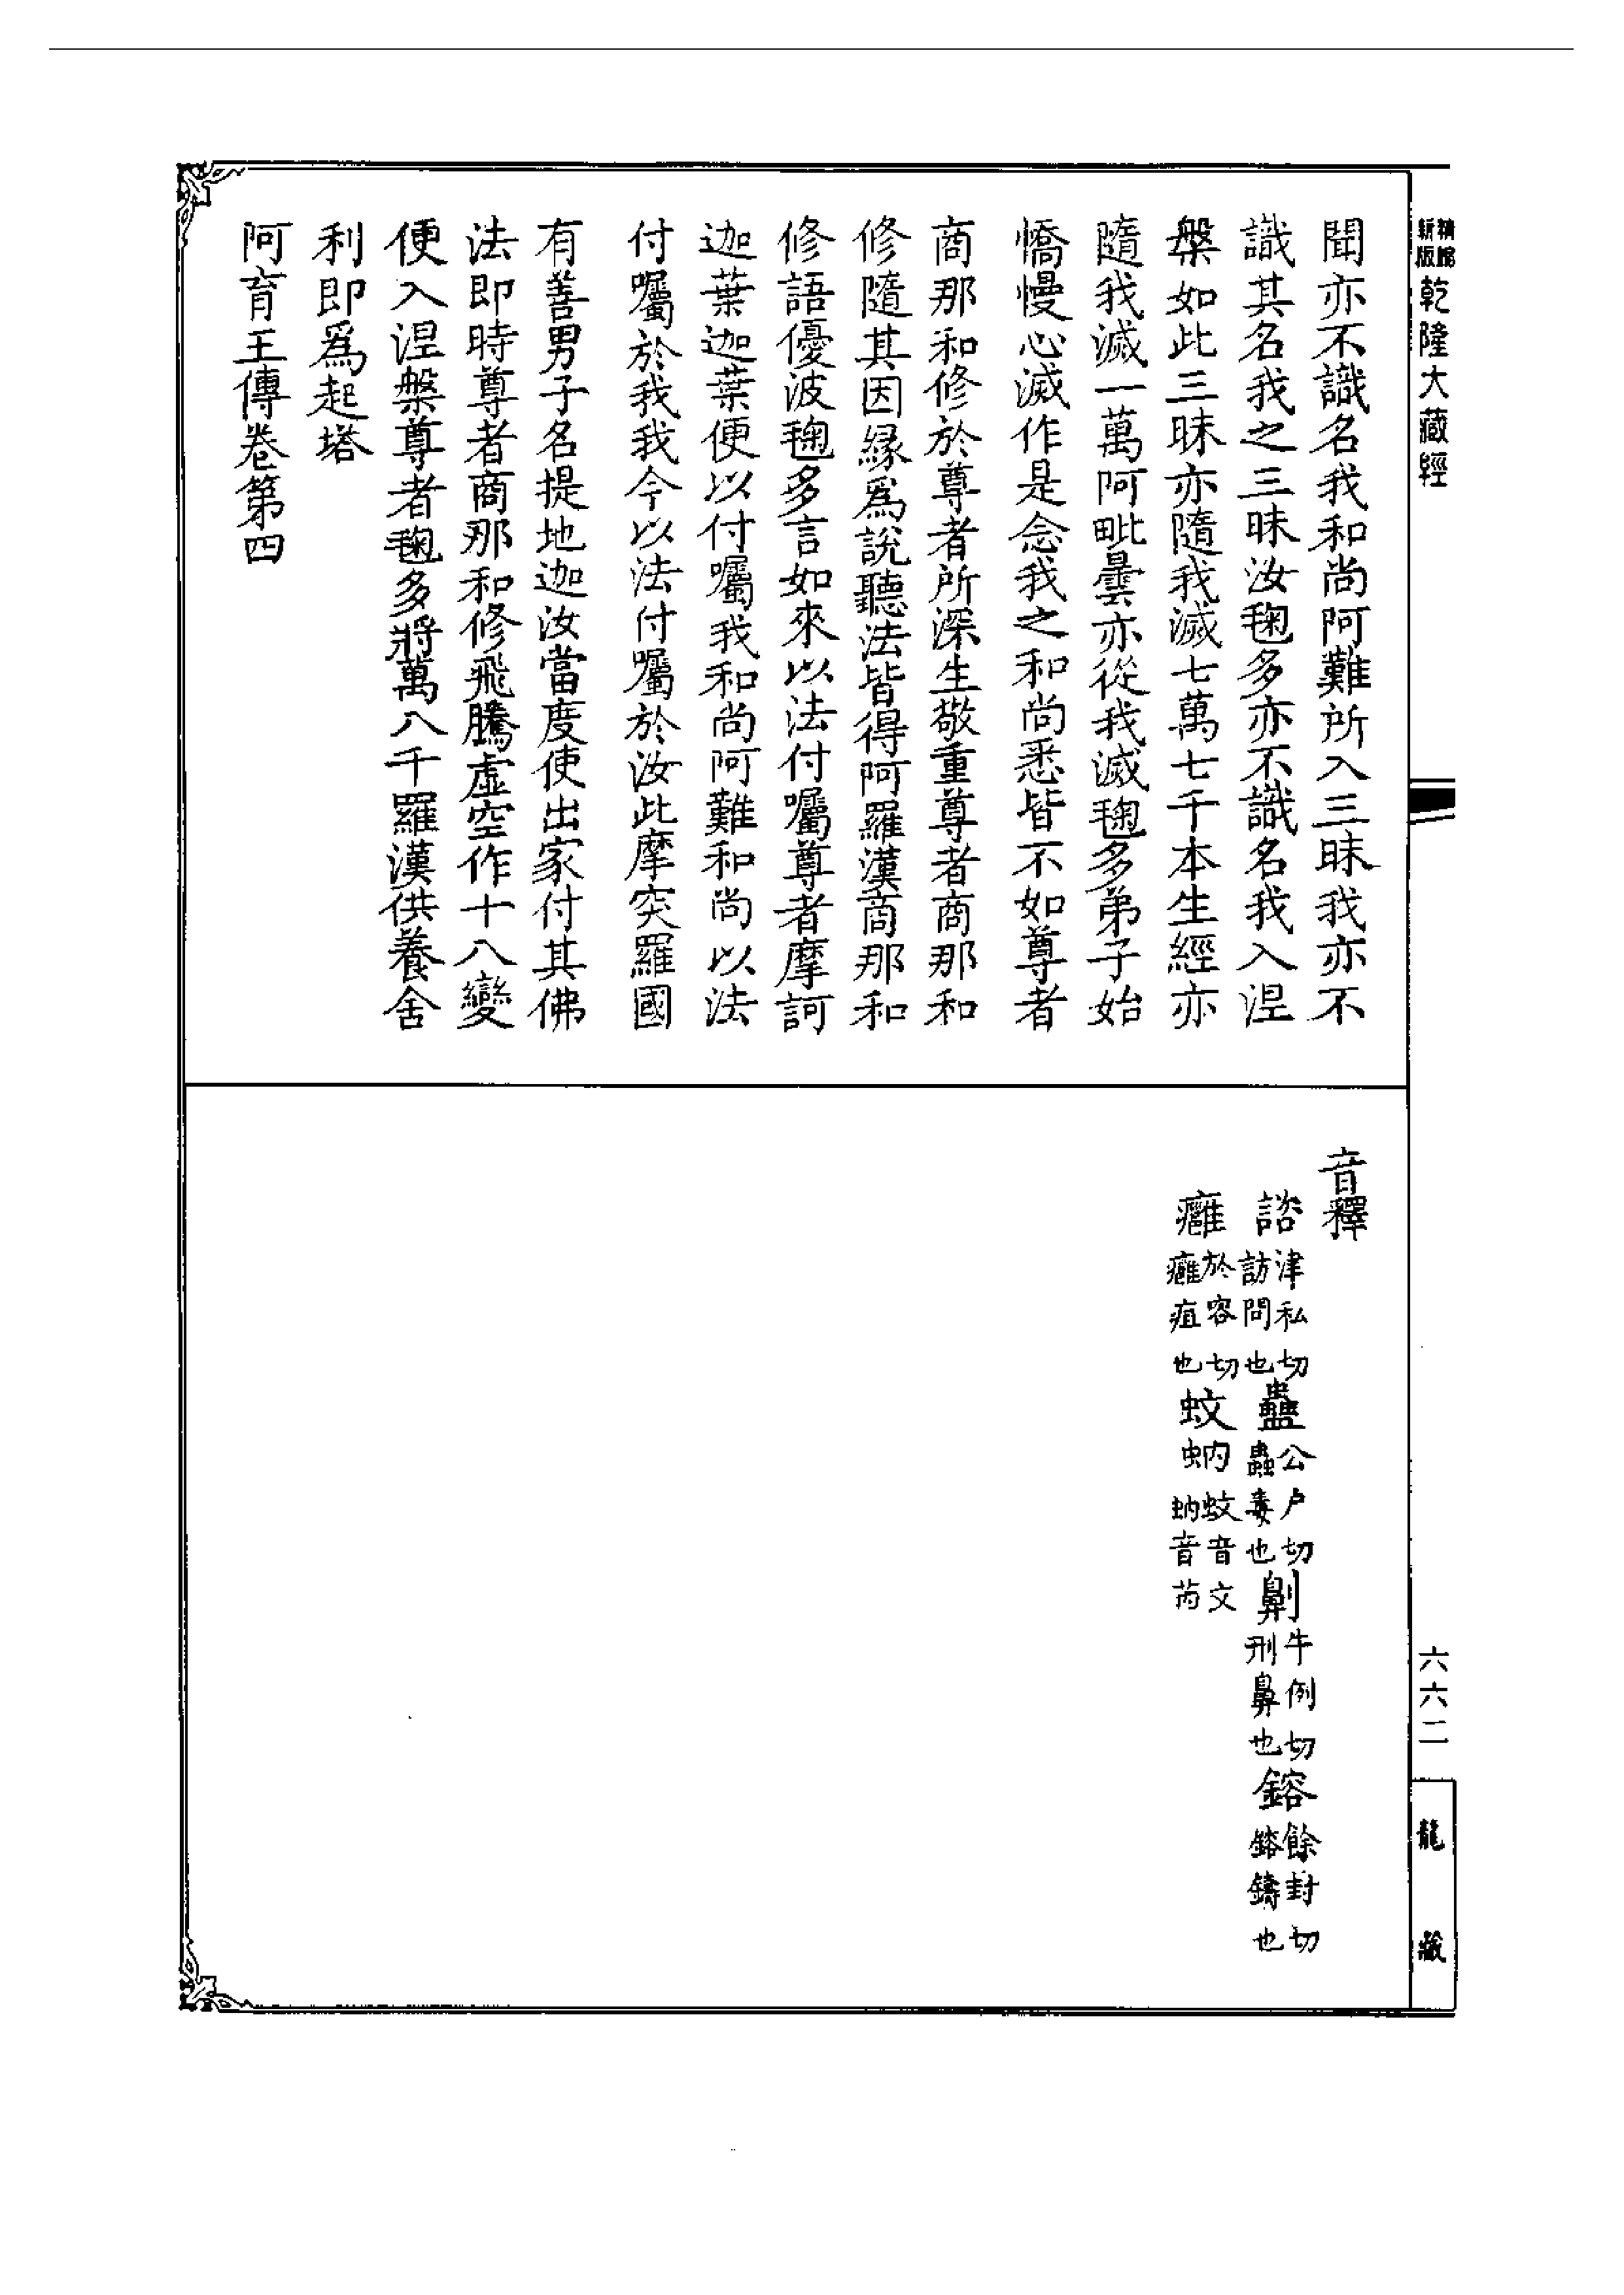 新版 精縮 乾隆大藏經
聞亦不識名我和尚阿難所入三昧我亦不
識其名我之三昧汝毱多亦不識名我入涅
槃如此三昧亦隨我滅七萬七千本生經亦
隨我滅一萬阿毗曇亦從我滅毱多弟子始
憍慢心滅作是念我之和尚悉皆不如尊者
商那和修於尊者所深生敬重尊者商那和
修隨其因緣爲說聽法皆得阿羅漢商那和
修語優波毱多言如來以法付囑尊者摩訶
迦葉迦葉便以付囑我和尚阿難和尚以法
付囑於我我今以法付囑於汝此摩突羅國
有善男子名提地迦汝當度使出家付其佛
法即時尊者商那和修飛騰虛空作十八變
便入涅槃尊者毱多將萬八千羅漢供養舍
利即爲起塔
阿育王傳卷第四
音釋
諮 津私切訪問也 蠱 公戶切蟲毒也 劓 牛例切刑鼻也 鎔 餘封切鎔鑄也
癰 於容切癰疽也 蚊蚋 蚊音文蚋音芮
六六二
龍藏